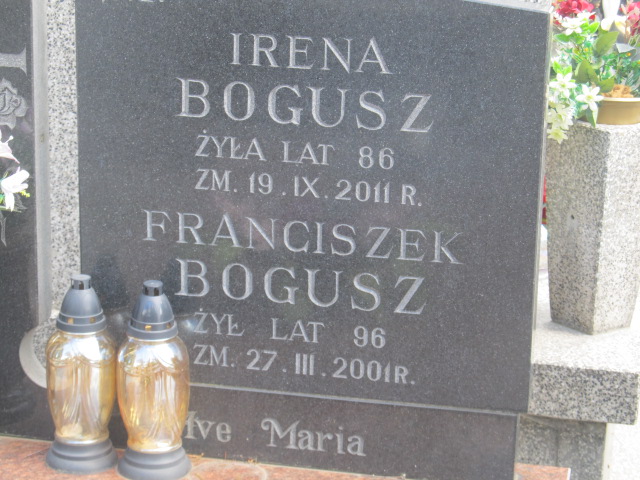 IRENA
BOGUSZ
ŻYŁA LAT 86
ZM. 19.IX.2011 R.
FRANCISZEK
BOGUSZ
ŻYŁ LAT 96
ZM. 27.III.2001R.
Ave Maria